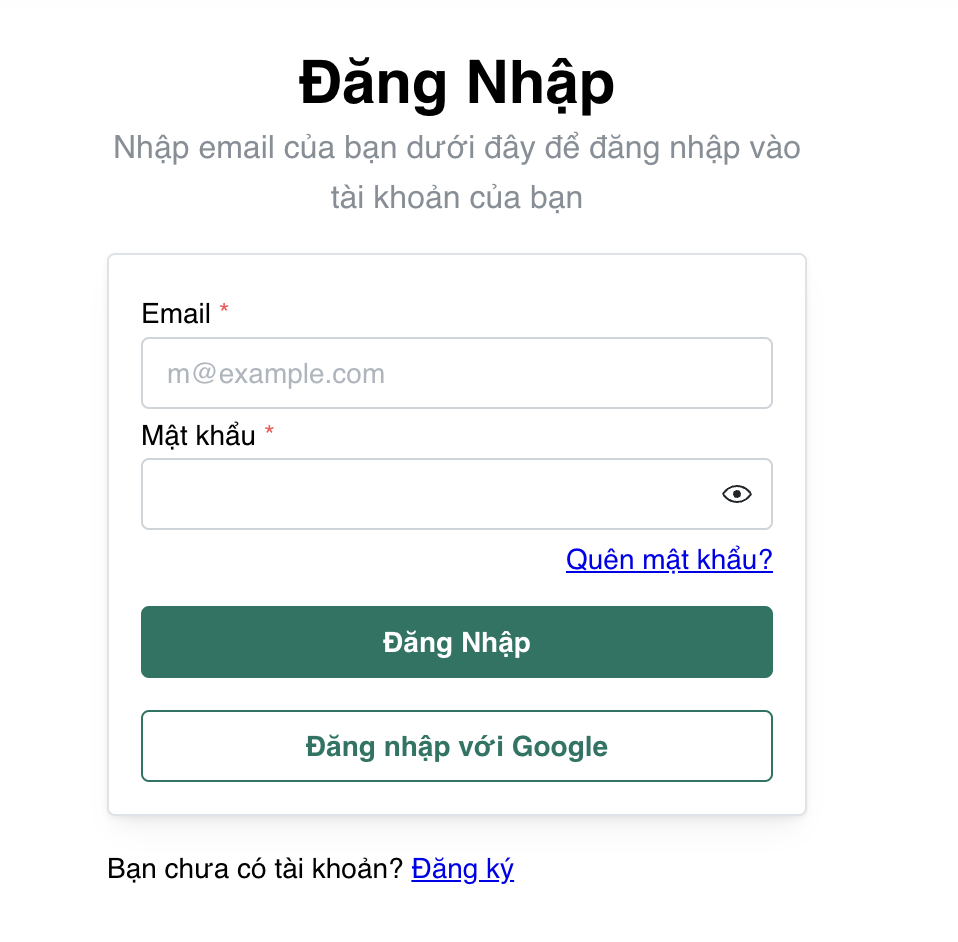 Đăng Nhập
Nhập email của bạn dưới đây để đăng nhập vào
tài khoản của bạn
Email *
m@example.com
Mật khẩu *
Quên mật khẩu?
Đăng Nhập
Đăng nhập với Google
Bạn chưa có tài khoản? Đăng ký